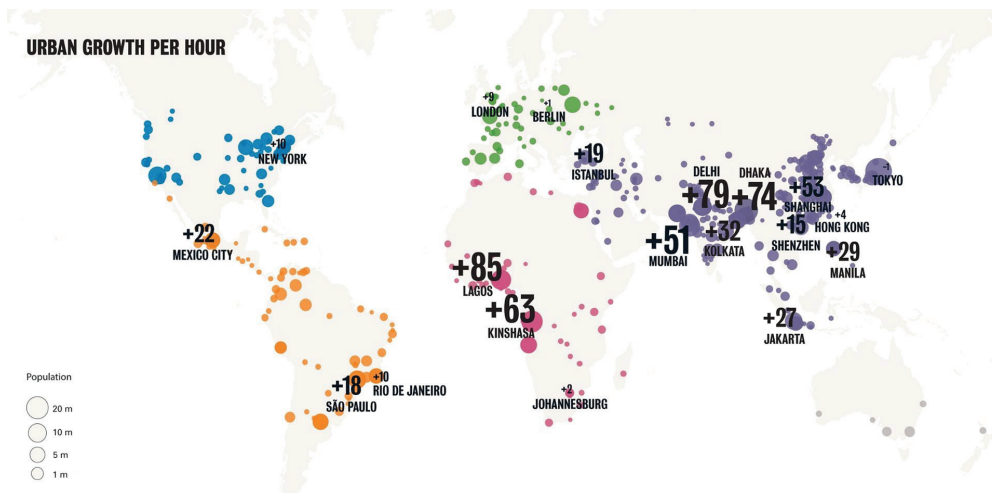 URBAN GROWTH PER HOUR
+9
LONDON
+1
BERLIN
+10
NEW YORK
+19
ISTANBUL
DELHI
+79
DHAKA
+74
+53
SHANGHAI
-1
TOKYO
+4
HONG KONG
+15
SHENZHEN
+22
MEXICO CITY
+51
MUMBAI
+32
KOLKATA
+29
MANILA
+85
LAGOS
+63
KINSHASA
+27
JAKARTA
+18
SÃO PAULO
+10
RIO DE JANEIRO
+2
JOHANNESBURG
Population
20 m
10 m
5 m
1 m